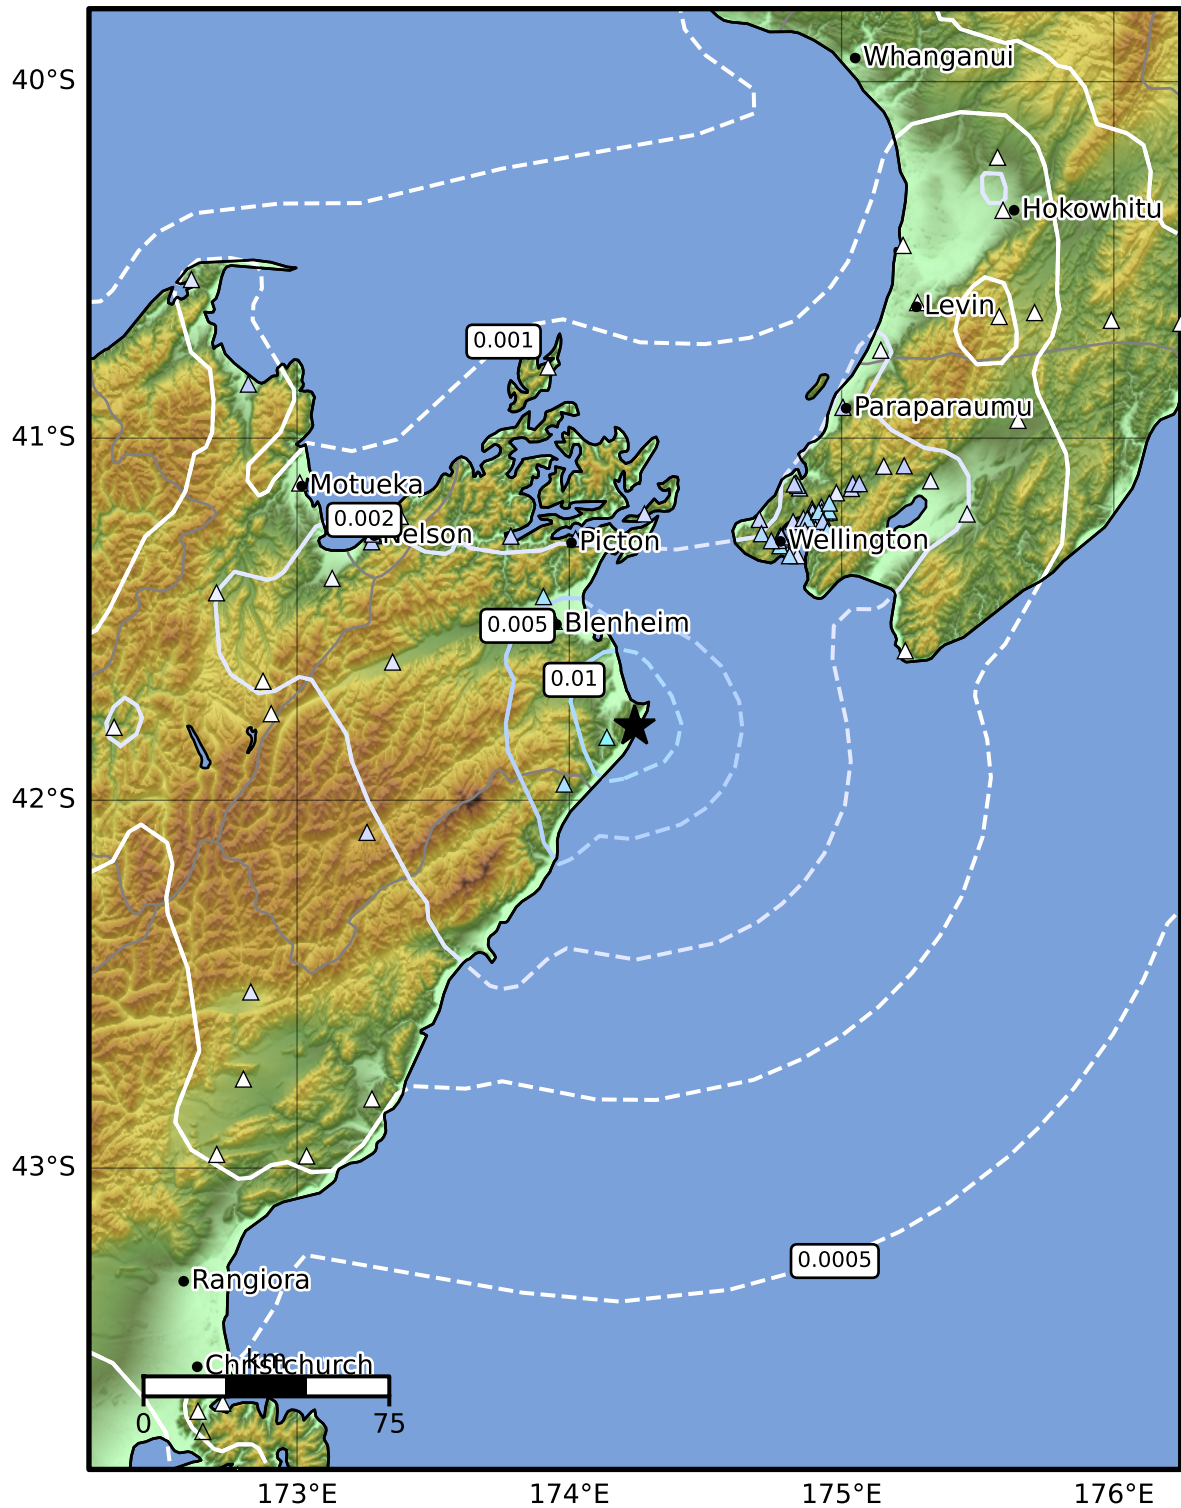 Whanganui
40°S
Hokowhitu
Levin
0.001
Paraparaumu
41°S
Motueka
0.002
Nelson
Picton
Wellington
0.005
Blenheim
0.01
42°S
43°S
0.0005
Rangiora
Christchurch
km
0
75
173°E
174°E
175°E
176°E